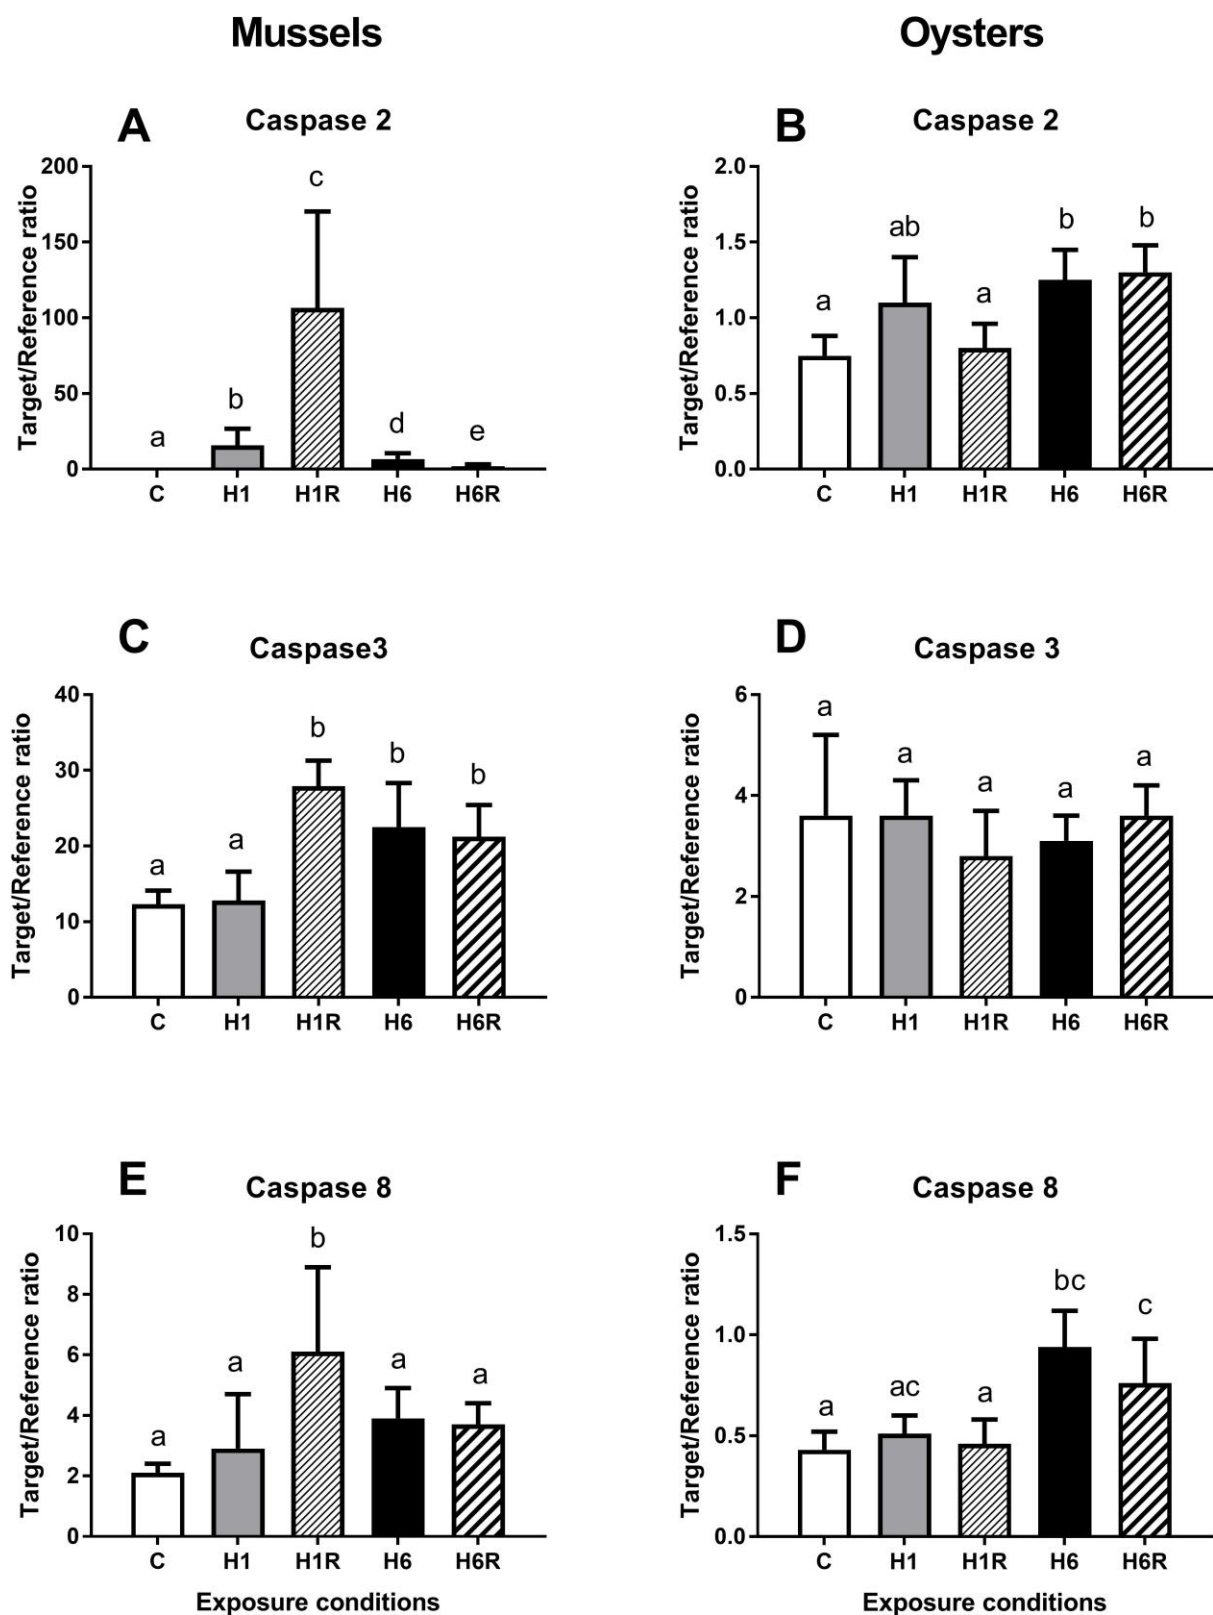 Mussels
Oysters
A
Caspase 2
Target/Reference ratio
200
150
100
50
0
a
b
c
d
e
C H1 H1R H6 H6R
B
Caspase 2
Target/Reference ratio
2.0
1.5
1.0
0.5
0.0
a
ab
a
b
b
C H1 H1R H6 H6R
C
Caspase3
Target/Reference ratio
40
30
20
10
0
a
a
b
b
b
C H1 H1R H6 H6R
D
Caspase 3
Target/Reference ratio
6
4
2
0
a
a
a
a
a
C H1 H1R H6 H6R
E
Caspase 8
Target/Reference ratio
10
8
6
4
2
0
a
a
b
a
a
C H1 H1R H6 H6R
Exposure conditions
F
Caspase 8
Target/Reference ratio
1.5
1.0
0.5
0.0
a
ac
a
bc
c
C H1 H1R H6 H6R
Exposure conditions